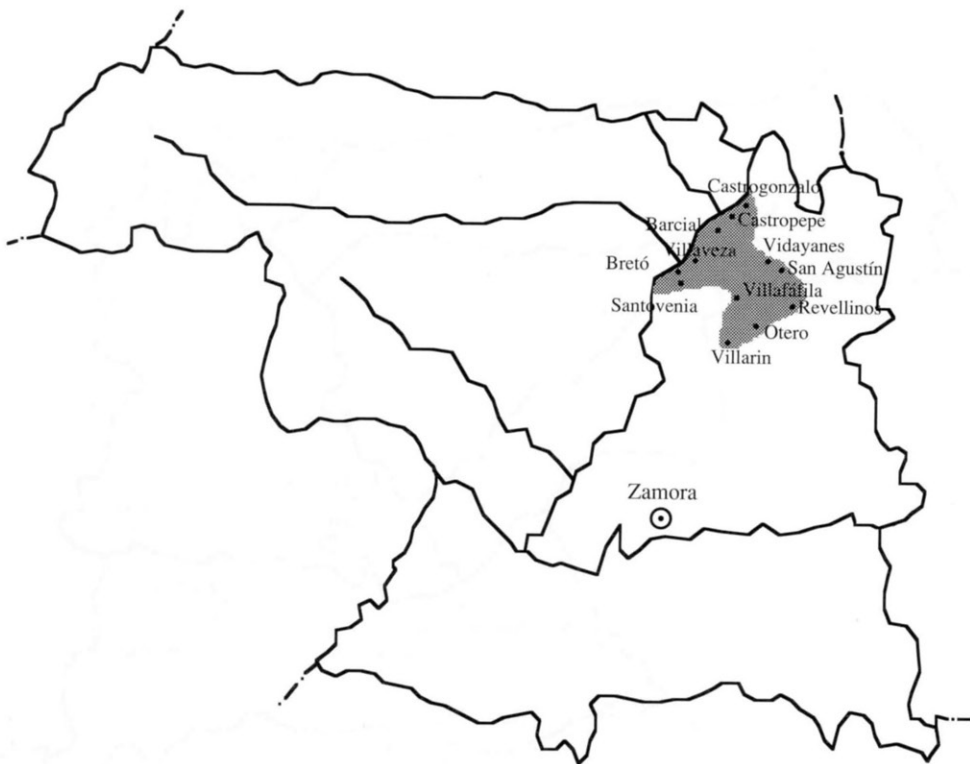 Castrogonzalo
Castropepe
Barcial
Villaveza
Vidayanes
Bretó
San Agustín
Villafáfila
Santovenia
Revellinos
Otero
Villarin
Zamora